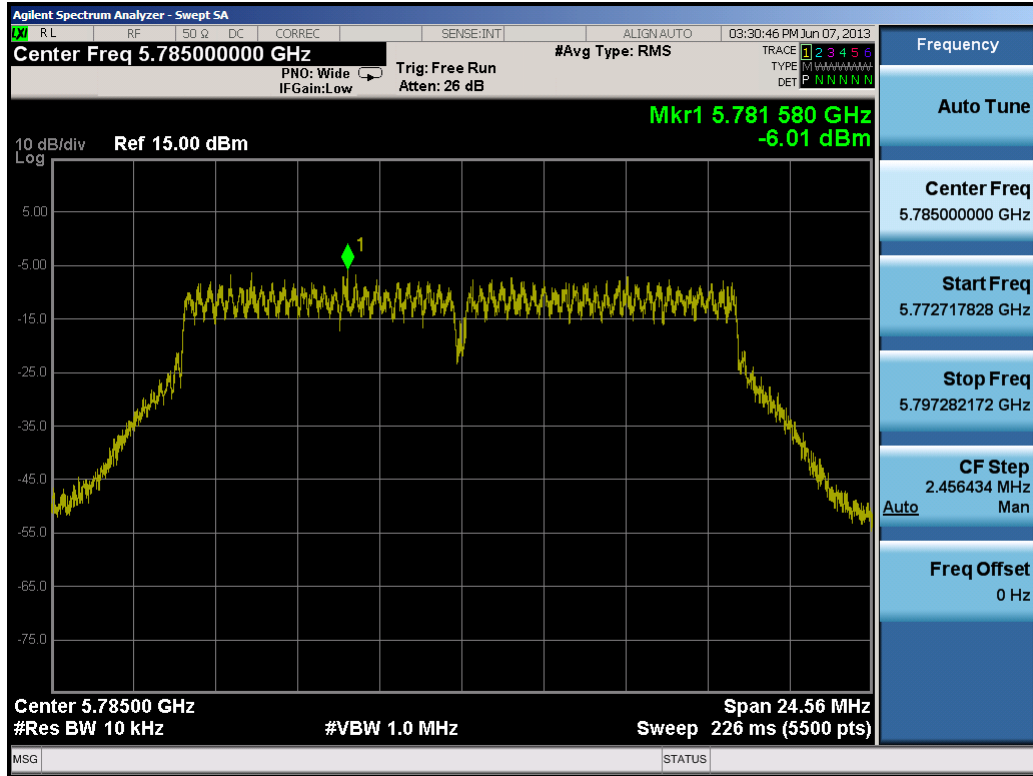 Agilent Spectrum Analyzer - Swept SA
LXI RL RF 50 Ω DC CORREC SENSE:INT ALIGN AUTO 03:30:46 PM Jun 07, 2013
Center Freq 5.785000000 GHz
PNO: Wide
IFGain:Low
Trig: Free Run
Atten: 26 dB
#Avg Type: RMS
TRACE 1 2 3 4 5 6
TYPE M WWWWW
DET P N N N N N
Mkr1 5.781 580 GHz
-6.01 dBm
10 dB/div Ref 15.00 dBm
Log
5.00
-5.00
-15.0
-25.0
-35.0
-45.0
-55.0
-65.0
-75.0
1
Center 5.78500 GHz Span 24.56 MHz
#Res BW 10 kHz #VBW 1.0 MHz Sweep 226 ms (5500 pts)
MSG STATUS
Frequency
Auto Tune
Center Freq
5.785000000 GHz
Start Freq
5.772717828 GHz
Stop Freq
5.797282172 GHz
CF Step
2.456434 MHz
Auto Man
Freq Offset
0 Hz